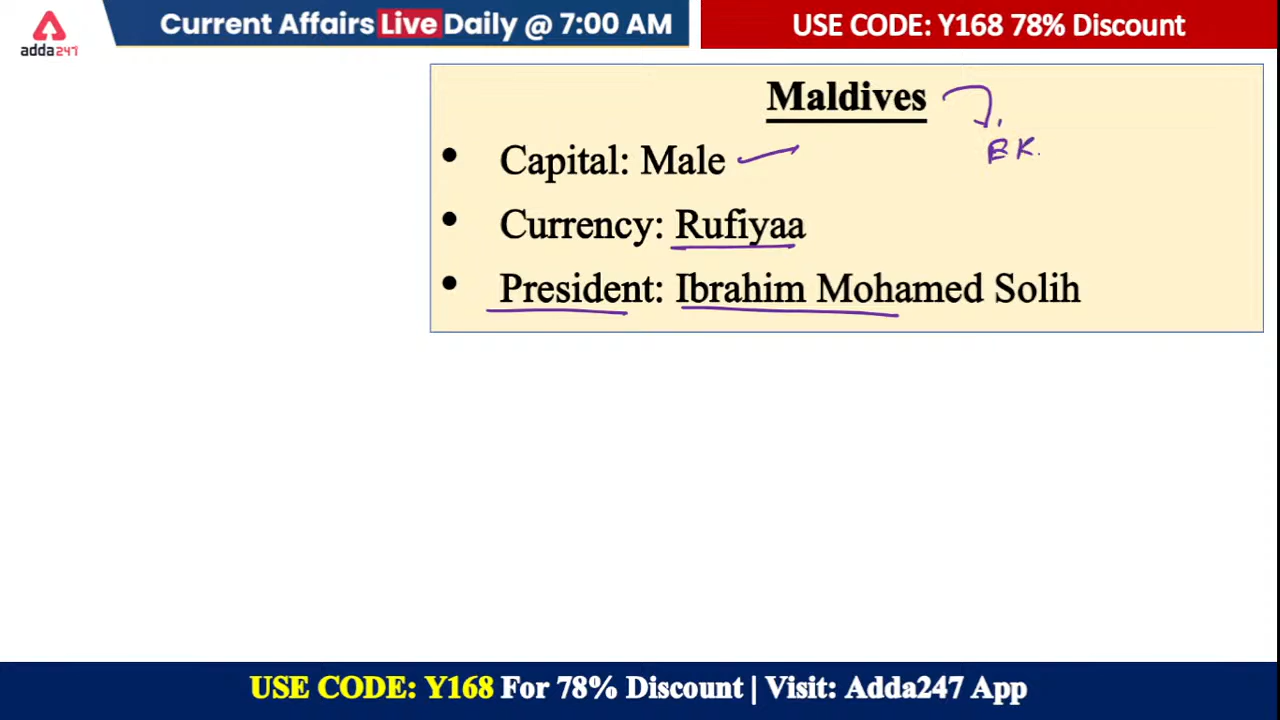 Current Affairs Live Daily @ 7:00 AM
USE CODE: Y168 78% Discount
adda247
Maldives
EK.
• Capital: Male
• Currency: Rufiyaa
• President: Ibrahim Mohamed Solih
USE CODE: Y168 For 78% Discount | Visit: Adda247 App